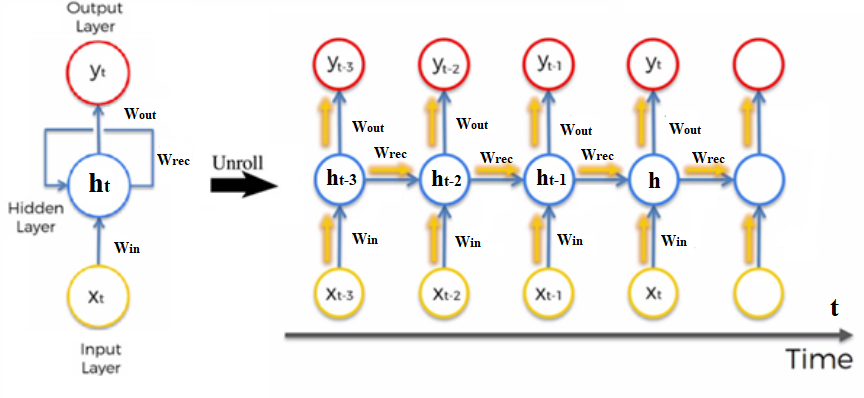 Output
Layer
yt
Wout
Wrec
ht
Hidden
Layer
Win
xt
Input
Layer
Unroll
yt-3
yt-2
yt-1
yt
Wout
Wout
Wout
Wout
Wrec
Wrec
Wrec
Wrec
ht-3
ht-2
ht-1
h
Win
Win
Win
Win
xt-3
xt-2
xt-1
xt
t
Time